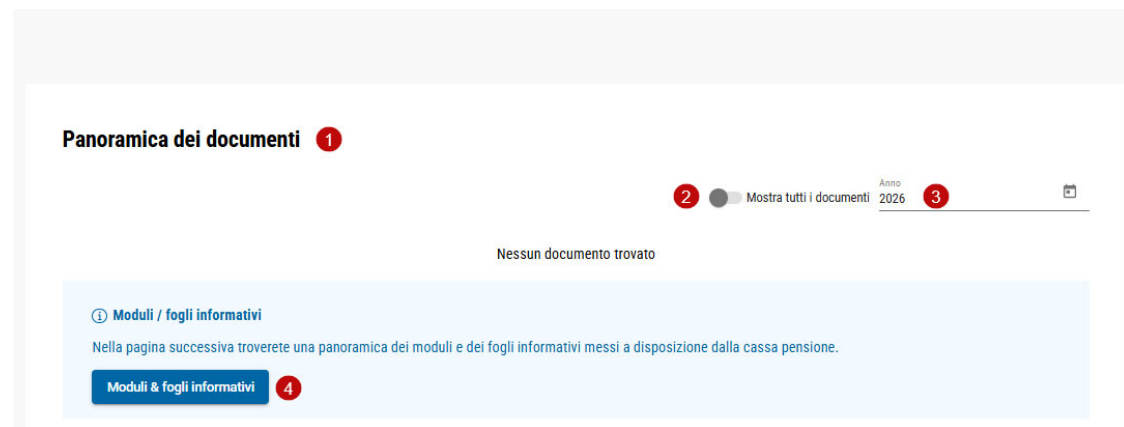 Panoramica dei documenti 1
2 Mostra tutti i documenti Anno
2026 3
Nessun documento trovato
Moduli / fogli informativi
Nella pagina successiva troverete una panoramica dei moduli e dei fogli informativi messi a disposizione dalla cassa pensione.
Moduli & fogli informativi 4